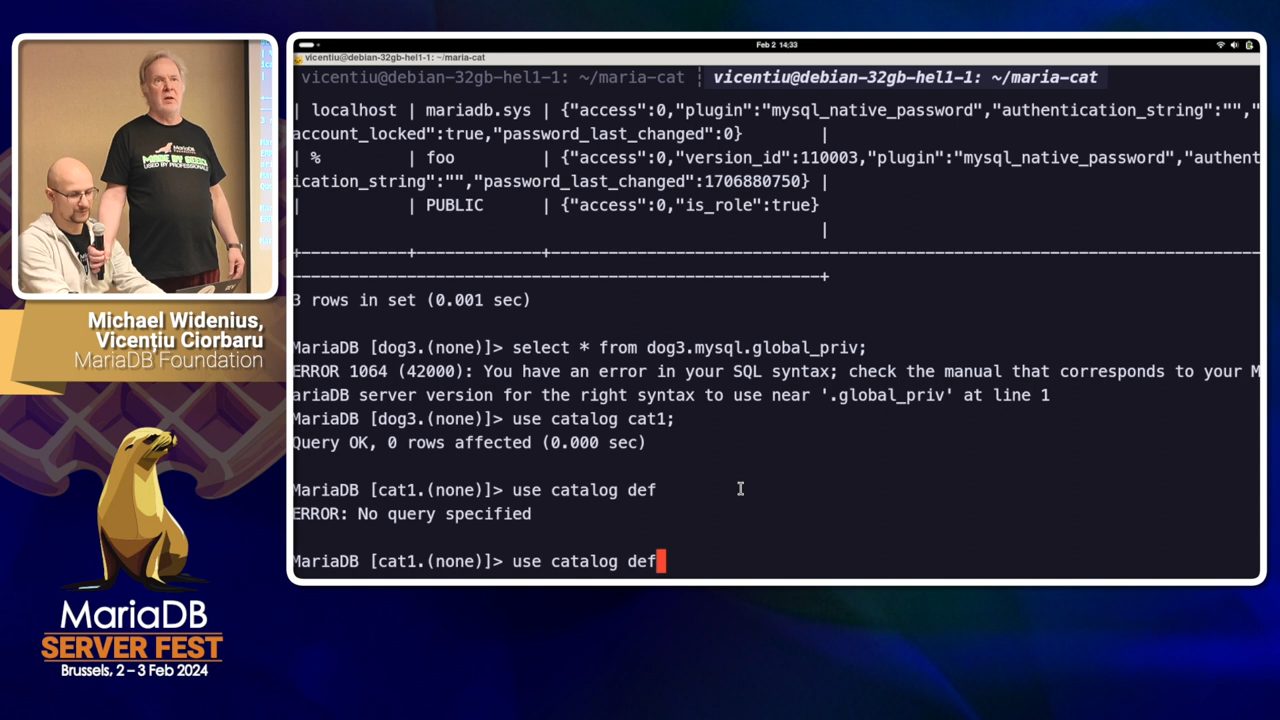 Feb 2 14:33
vicentiu@debian-32gb-hel1-1: ~/maria-cat
vicentiu@debian-32gb-hel1-1: ~/maria-cat ¦ vicentiu@debian-32gb-hel1-1: ~/maria-cat
| localhost | mariadb.sys | {"access":0,"plugin":"mysql_native_password","authentication_string":"","
account_locked":true,"password_last_changed":0} |
| % | foo | {"access":0,"version_id":110003,"plugin":"mysql_native_password","authent
ication_string":"","password_last_changed":1706880750} |
| | PUBLIC | {"access":0,"is_role":true}
|
3 rows in set (0.001 sec)
MariaDB [dog3.(none)]> select * from dog3.mysql.global_priv;
ERROR 1064 (42000): You have an error in your SQL syntax; check the manual that corresponds to your M
ariaDB server version for the right syntax to use near '.global_priv' at line 1
MariaDB [dog3.(none)]> use catalog cat1;
Query OK, 0 rows affected (0.000 sec)
MariaDB [cat1.(none)]> use catalog def
ERROR: No query specified
MariaDB [cat1.(none)]> use catalog def
MariaDB
MADE BY GEEKS
USED BY PROFESSIONALS
Michael Widenius,
Vicențiu Ciorbaru
MariaDB Foundation
MariaDB
SERVER FEST
Brussels, 2 – 3 Feb 2024